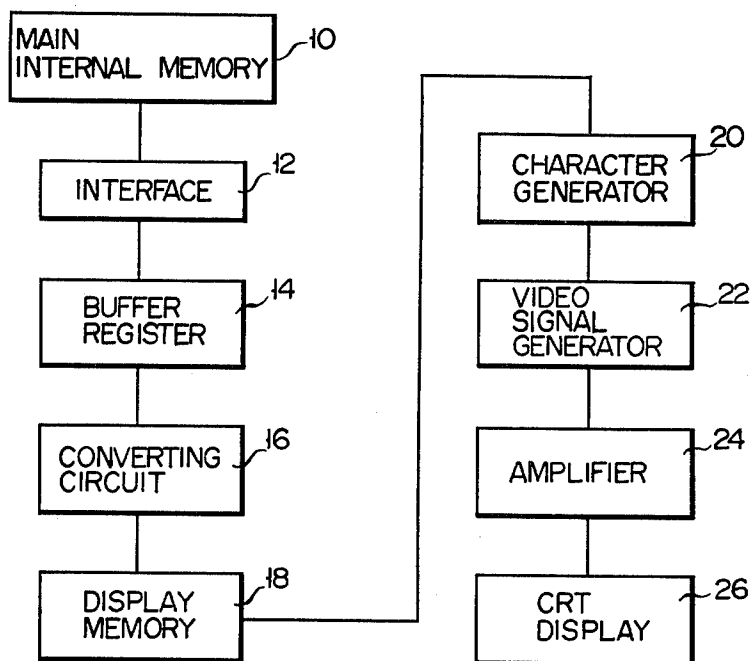 MAIN
INTERNAL MEMORY
10
INTERFACE
12
BUFFER
REGISTER
14
CONVERTING
CIRCUIT
16
DISPLAY
MEMORY
18
CHARACTER
GENERATOR
20
VIDEO
SIGNAL
GENERATOR
22
AMPLIFIER
24
CRT
DISPLAY
26